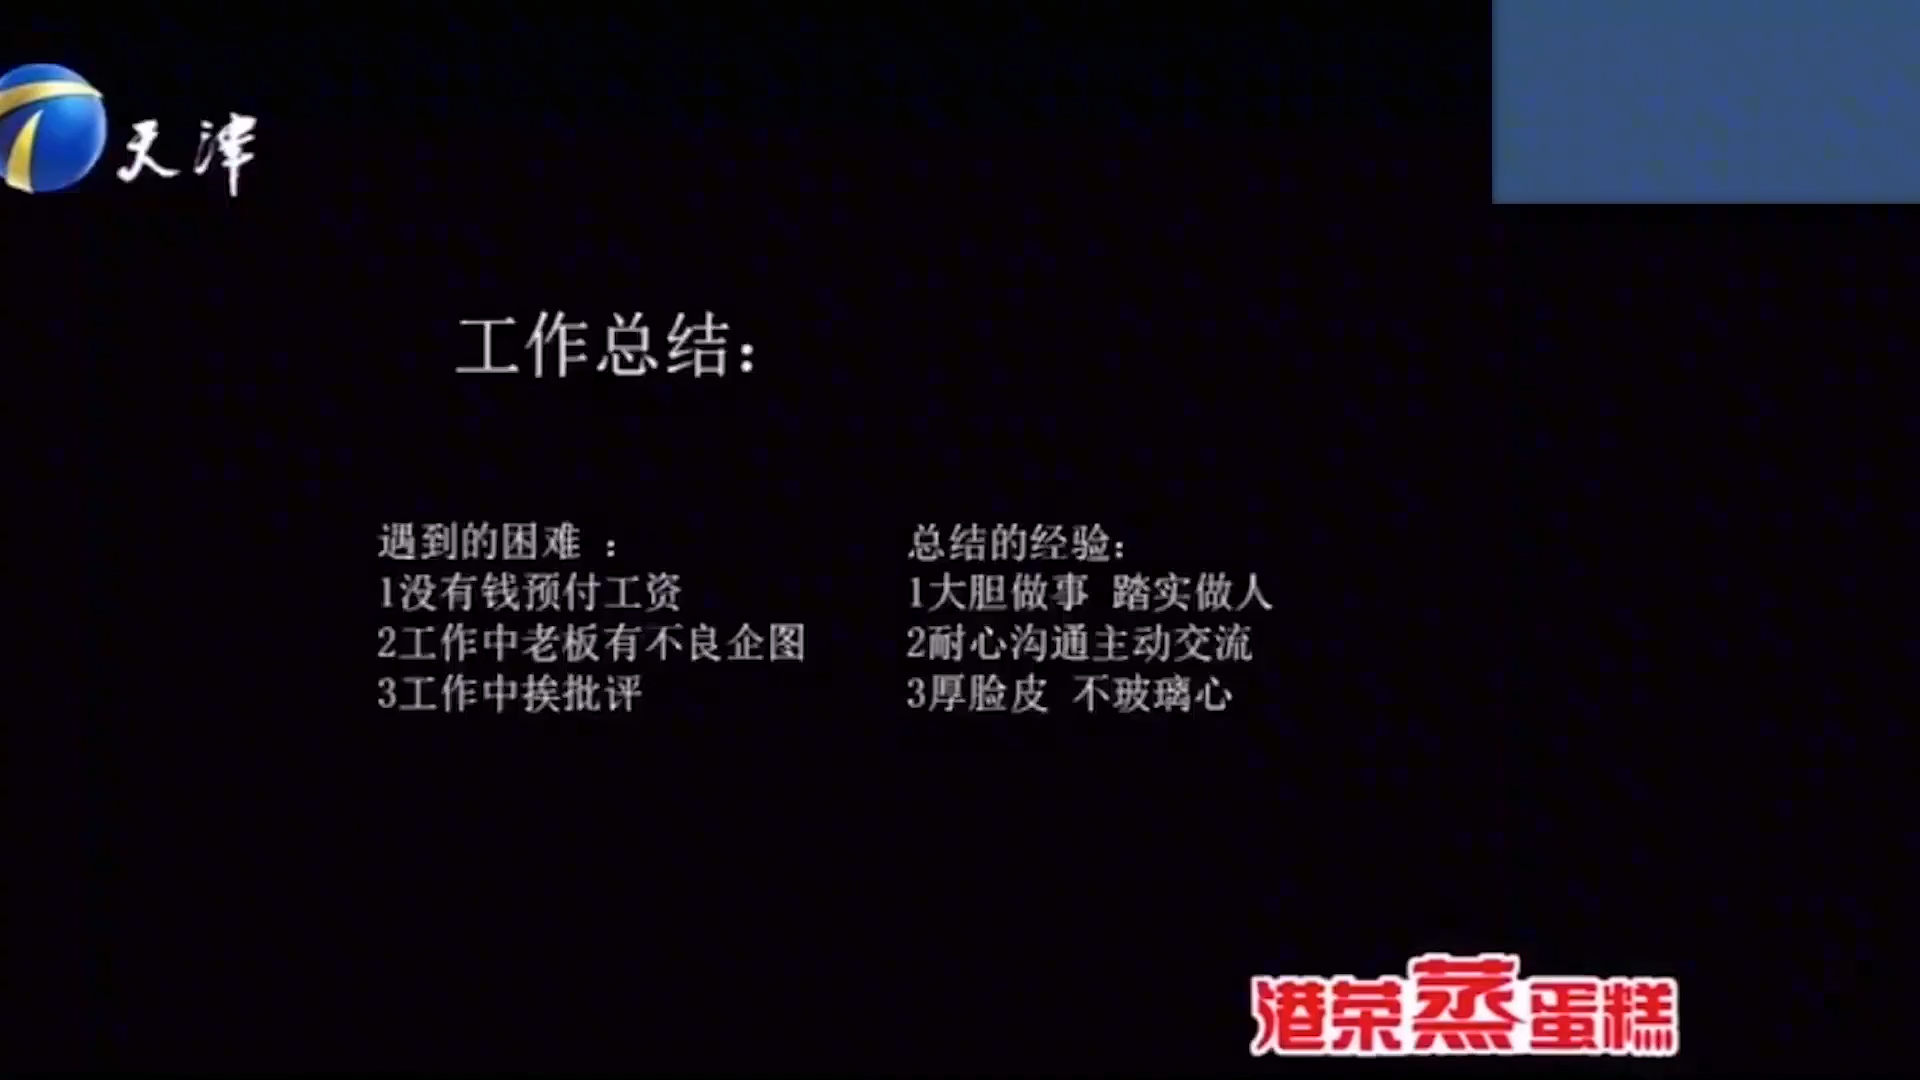 天津
工作总结：
遇到的困难 ：
1没有钱预付工资
2工作中老板有不良企图
3工作中挨批评
总结的经验：
1大胆做事 踏实做人
2耐心沟通主动交流
3厚脸皮 不玻璃心
港荣蒸蛋糕